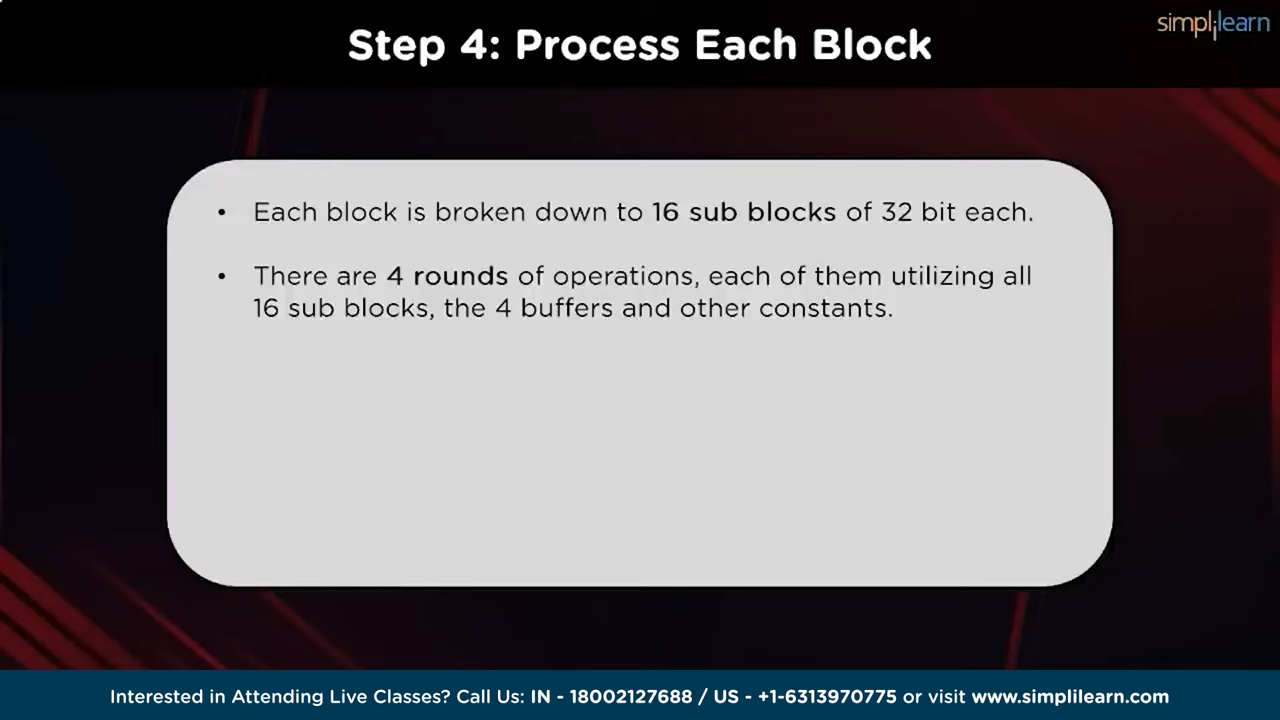 Step 4: Process Each Block
simplilearn
• Each block is broken down to 16 sub blocks of 32 bit each.
• There are 4 rounds of operations, each of them utilizing all
16 sub blocks, the 4 buffers and other constants.
Interested in Attending Live Classes? Call Us: IN - 18002127688 / US - +1-6313970775 or visit www.simplilearn.com